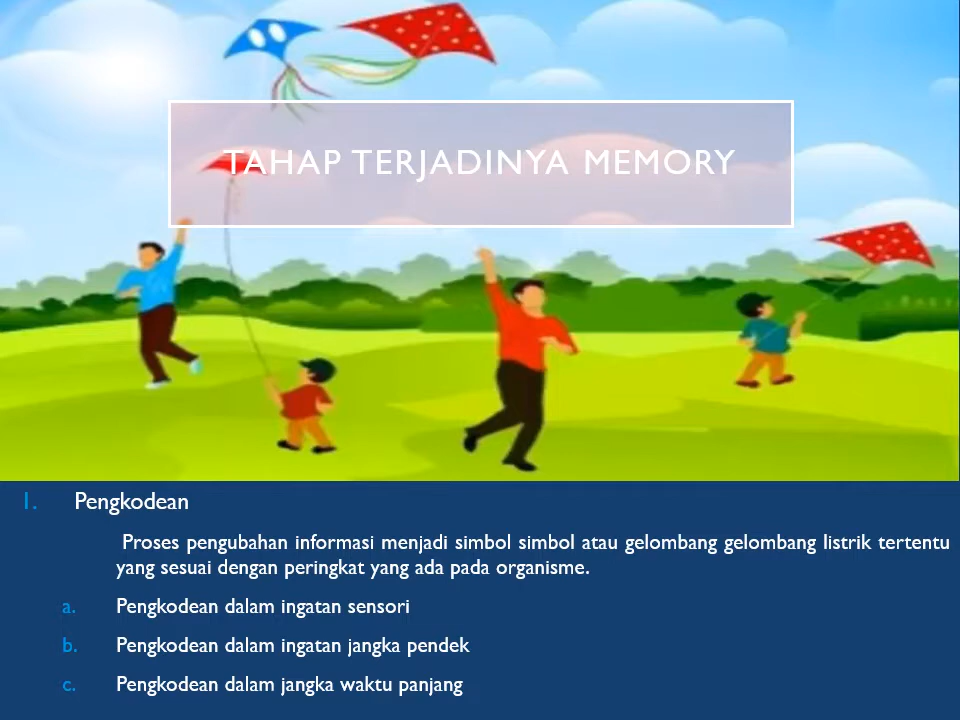 TAHAP TERJADINYA MEMORY
1. Pengkodean
Proses pengubahan informasi menjadi simbol simbol atau gelombang gelombang listrik tertentu
yang sesuai dengan peringkat yang ada pada organisme.
a. Pengkodean dalam ingatan sensori
b. Pengkodean dalam ingatan jangka pendek
c. Pengkodean dalam jangka waktu panjang